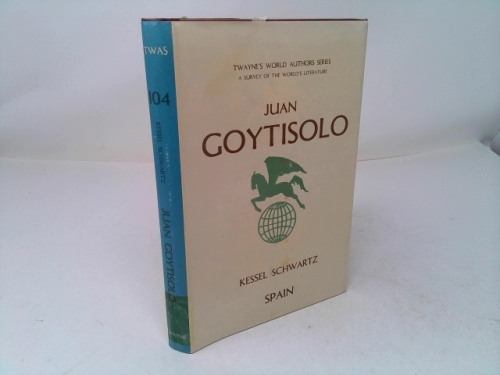 TWAYNE'S WORLD AUTHORS SERIES
A SURVEY OF THE WORLD'S LITERATURE
JUAN
GOYTISOLO
KESSEL SCHWARTZ
SPAIN
TWAS
104
KESSEL SCHWARTZ
JUAN GOYTISOLO